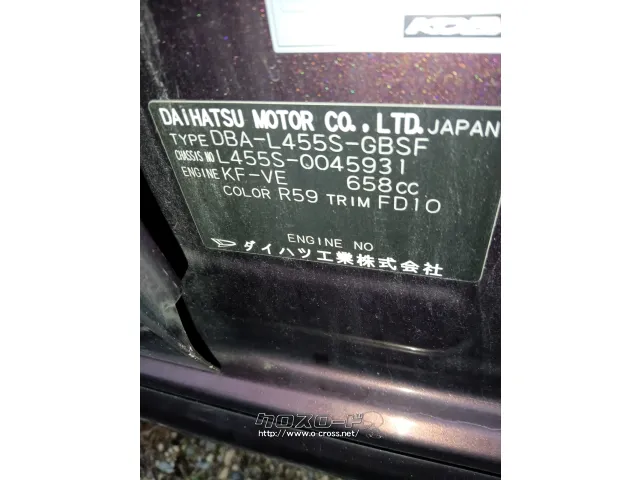 DAIHATSU MOTOR CO.,LTD. JAPAN
TYPE DBA-L455S-GBSF
CHASSIS NO L455S-0045931
ENGINE KF-VE 658CC
COLOR R59 TRIM FD10
ENGINE NO
ダイハツ工業株式会社
クロスロード
http://www.o-cross.net/